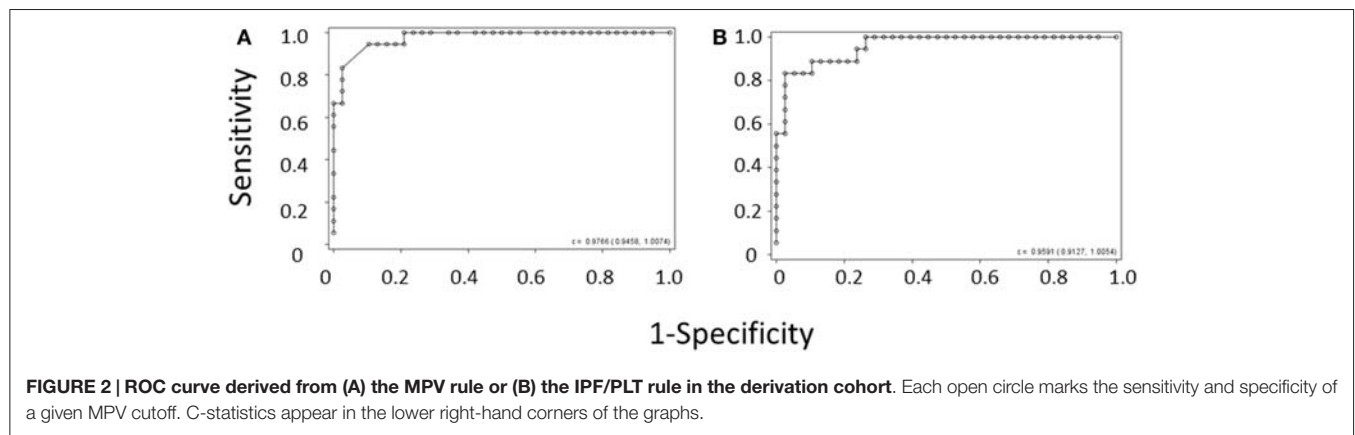 A
B
1.0
0.8
0.6
0.4
0.2
0
Sensitivity
0 0.2 0.4 0.6 0.8 1.0
c = 0.9766 (0.9458, 1.0074)
1.0
0.8
0.6
0.4
0.2
0
0 0.2 0.4 0.6 0.8 1.0
c = 0.9591 (0.9127, 1.0054)
1-Specificity
FIGURE 2 | ROC curve derived from (A) the MPV rule or (B) the IPF/PLT rule in the derivation cohort. Each open circle marks the sensitivity and specificity of
a given MPV cutoff. C-statistics appear in the lower right-hand corners of the graphs.